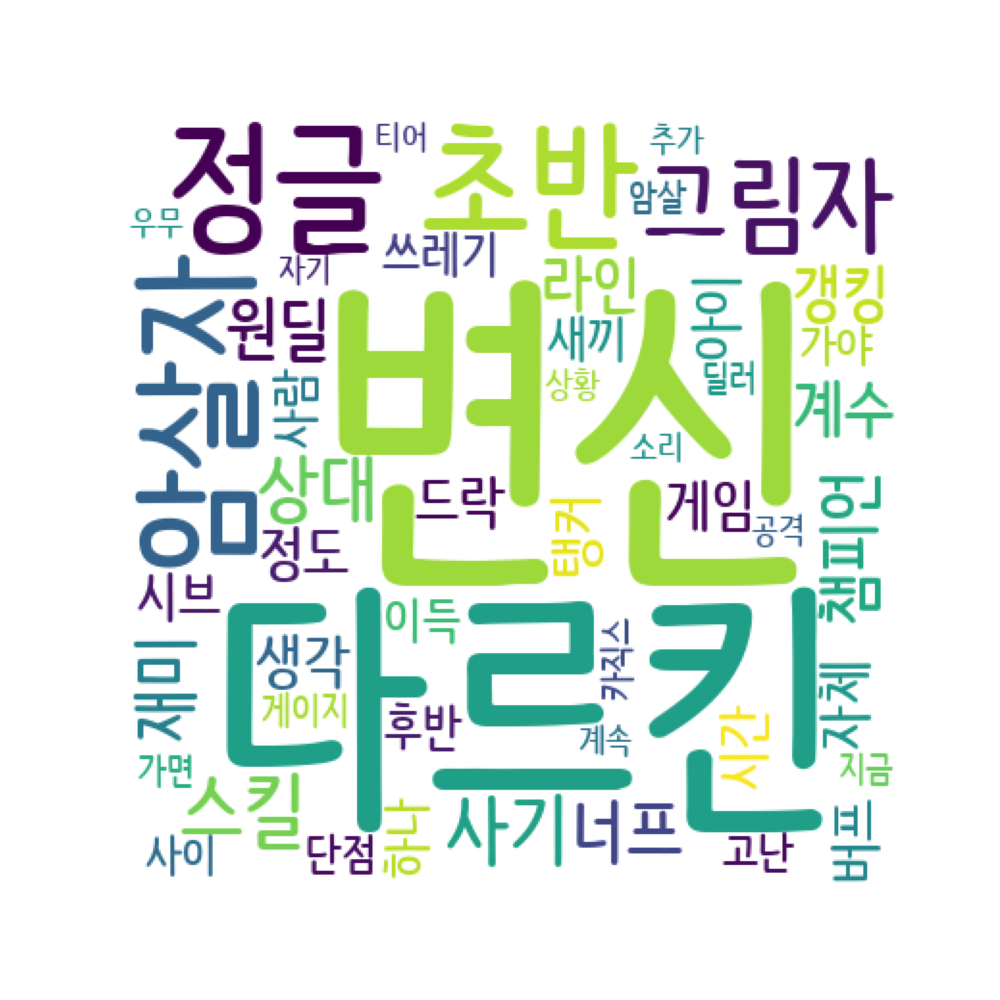 티어
추가
정글
초반
그림자
암살
우무
쓰레기
자기
라인
갱킹
암살자
원딜
변신
새끼
아이
가야
사람
상황
딜러
계수
소리
상대
드락
게임
챔피언
정도
탱커
공격
시브
다르킨
이득
카직스
재미
생각
게이지
후반
계속
시간
자체
가면
지금
스킬
사기
너프
버프
사이
단점
하나
고난